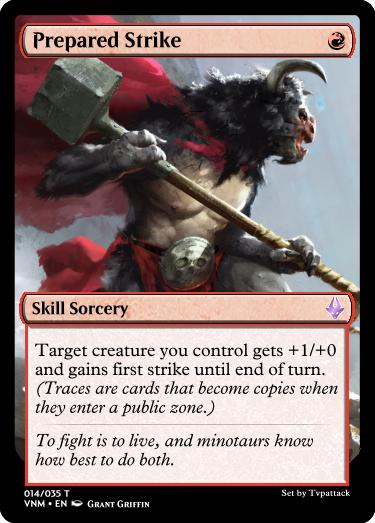 Prepared Strike
Skill Sorcery
Target creature you control gets +1/+0
and gains first strike until end of turn.
(Traces are cards that become copies when
they enter a public zone.)
To fight is to live, and minotaurs know
how best to do both.
014/035 T
VNM • EN GRANT GRIFFIN
Set by Tvpattack